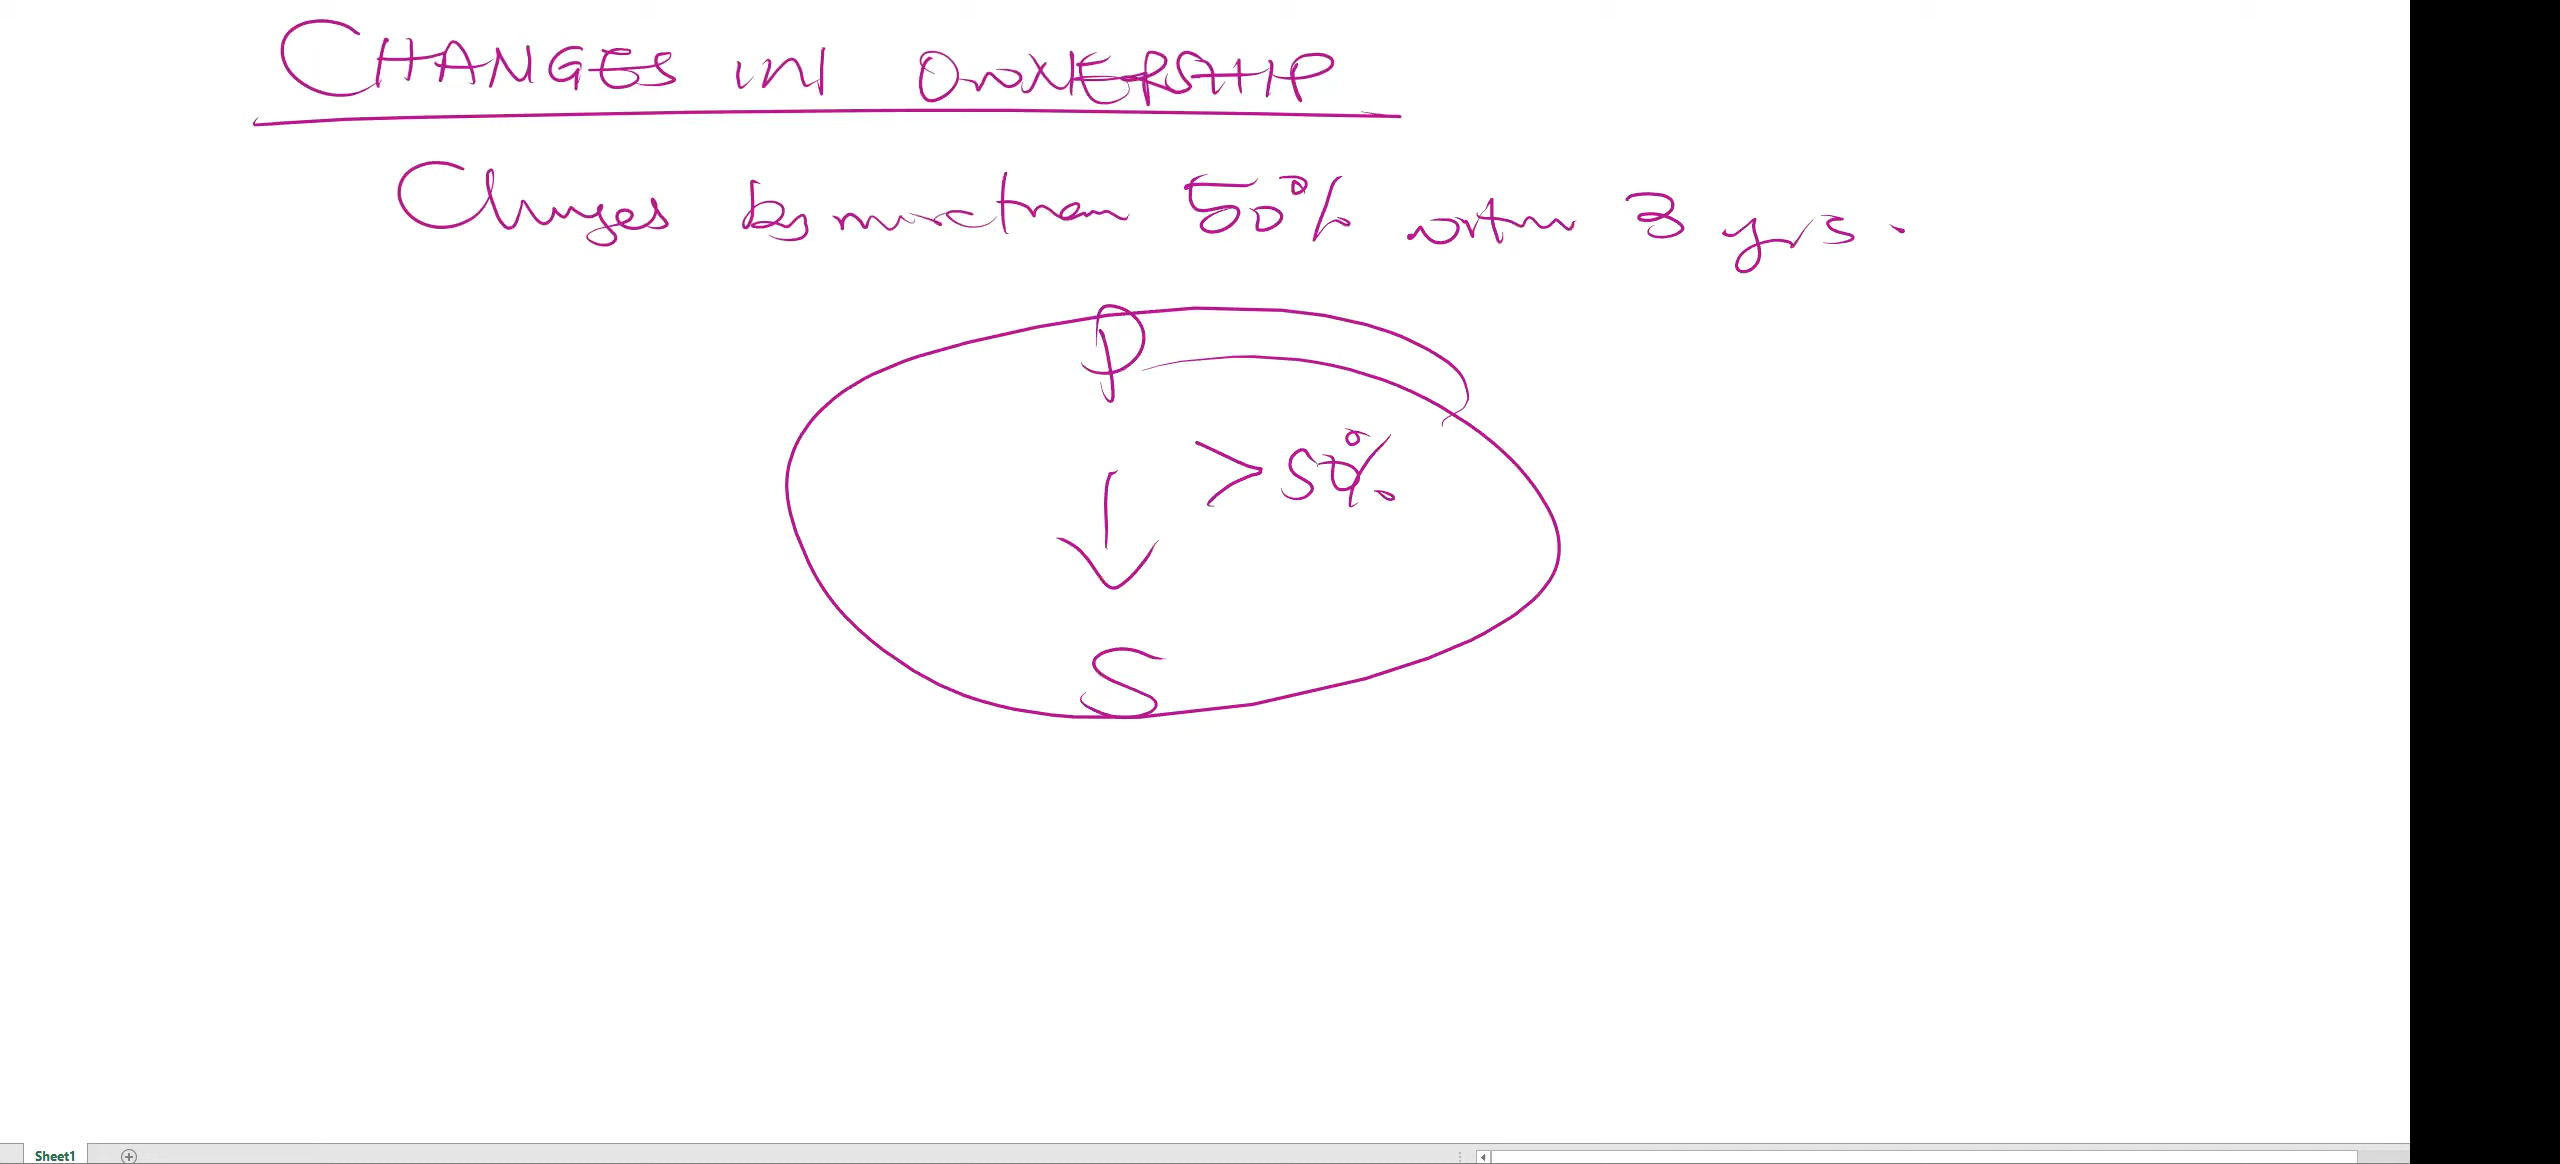 CHANGES IN OWNERSHIP
Changes by more than 50% within 3 yrs.
P
> 50%
S
Sheet1